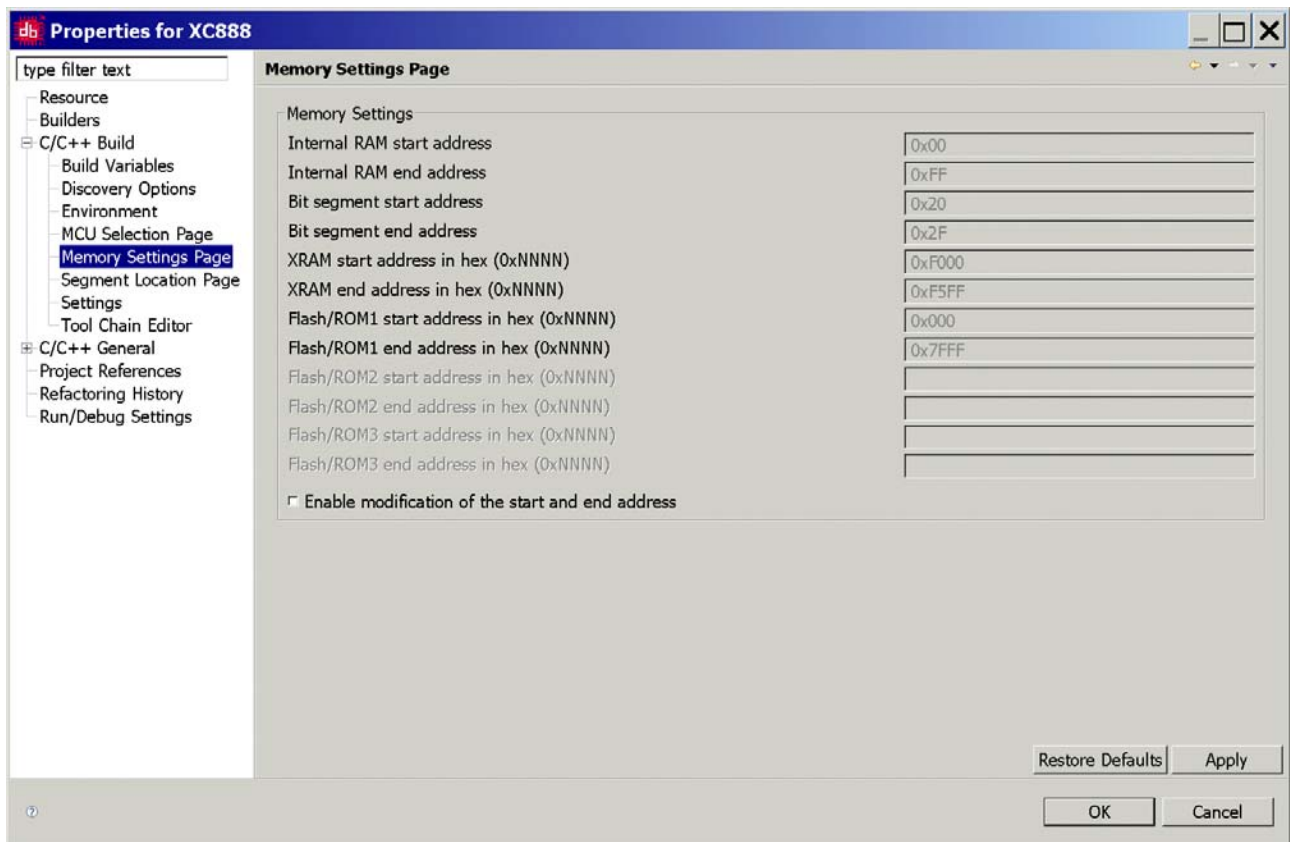 db Properties for XC888
type filter text
Resource
Builders
C/C++ Build
Build Variables
Discovery Options
Environment
MCU Selection Page
Memory Settings Page
Segment Location Page
Settings
Tool Chain Editor
C/C++ General
Project References
Refactoring History
Run/Debug Settings
Memory Settings Page
Memory Settings
Internal RAM start address 0x00
Internal RAM end address 0xFF
Bit segment start address 0x20
Bit segment end address 0x2F
XRAM start address in hex (0xNNNN) 0xF000
XRAM end address in hex (0xNNNN) 0xF5FF
Flash/ROM1 start address in hex (0xNNNN) 0x000
Flash/ROM1 end address in hex (0xNNNN) 0x7FFF
Flash/ROM2 start address in hex (0xNNNN)
Flash/ROM2 end address in hex (0xNNNN)
Flash/ROM3 start address in hex (0xNNNN)
Flash/ROM3 end address in hex (0xNNNN)
Enable modification of the start and end address
Restore Defaults Apply
? OK Cancel